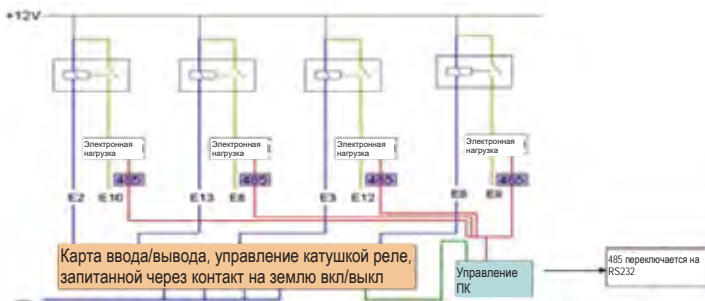 +12V
Электронная
нагрузка
Электронная
нагрузка
Электронная
нагрузка
Электронная
нагрузка
485
485
485
485
E2
E10
E13
E8
E3
E12
E8
E9
Карта ввода/вывода, управление катушкой реле,
запитанной через контакт на землю вкл/выкл
Управление
ПК
485 переключается на
RS232